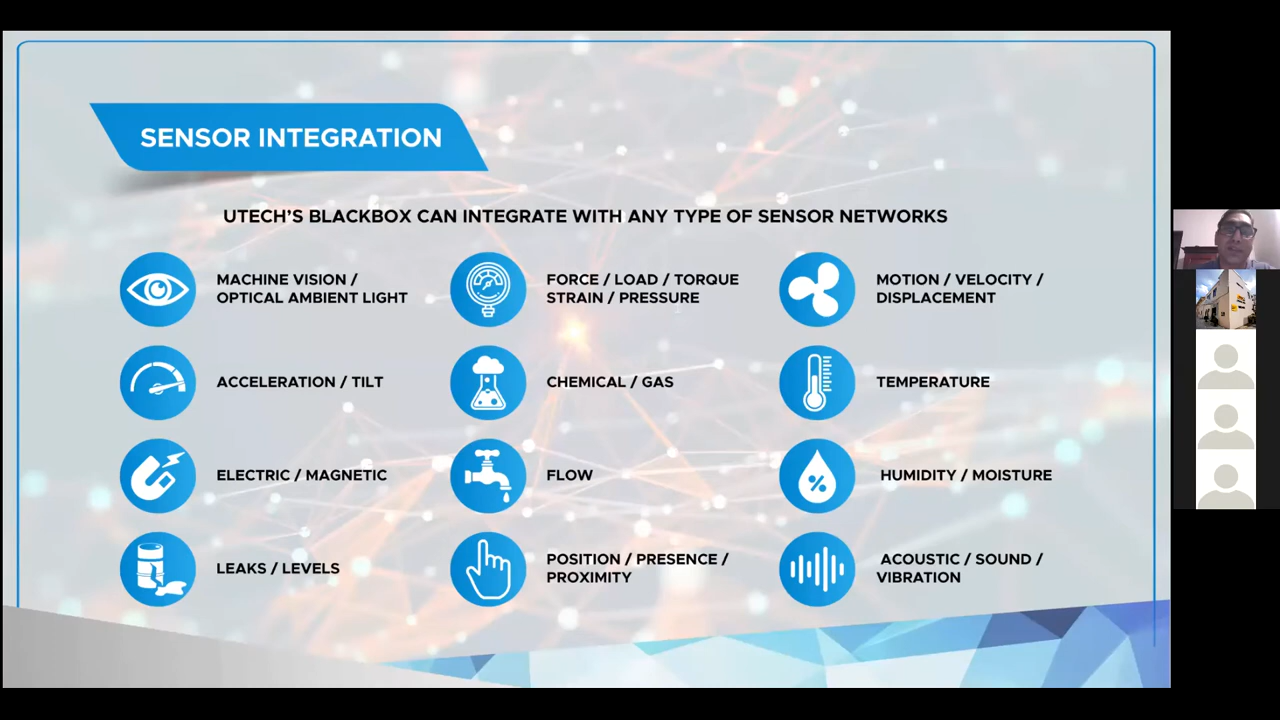 SENSOR INTEGRATION
UTECH'S BLACKBOX CAN INTEGRATE WITH ANY TYPE OF SENSOR NETWORKS
MACHINE VISION /
OPTICAL AMBIENT LIGHT
FORCE / LOAD / TORQUE
STRAIN / PRESSURE
MOTION / VELOCITY /
DISPLACEMENT
ACCELERATION / TILT
CHEMICAL / GAS
TEMPERATURE
ELECTRIC / MAGNETIC
FLOW
%
HUMIDITY / MOISTURE
LEAKS / LEVELS
POSITION / PRESENCE /
PROXIMITY
ACOUSTIC / SOUND /
VIBRATION